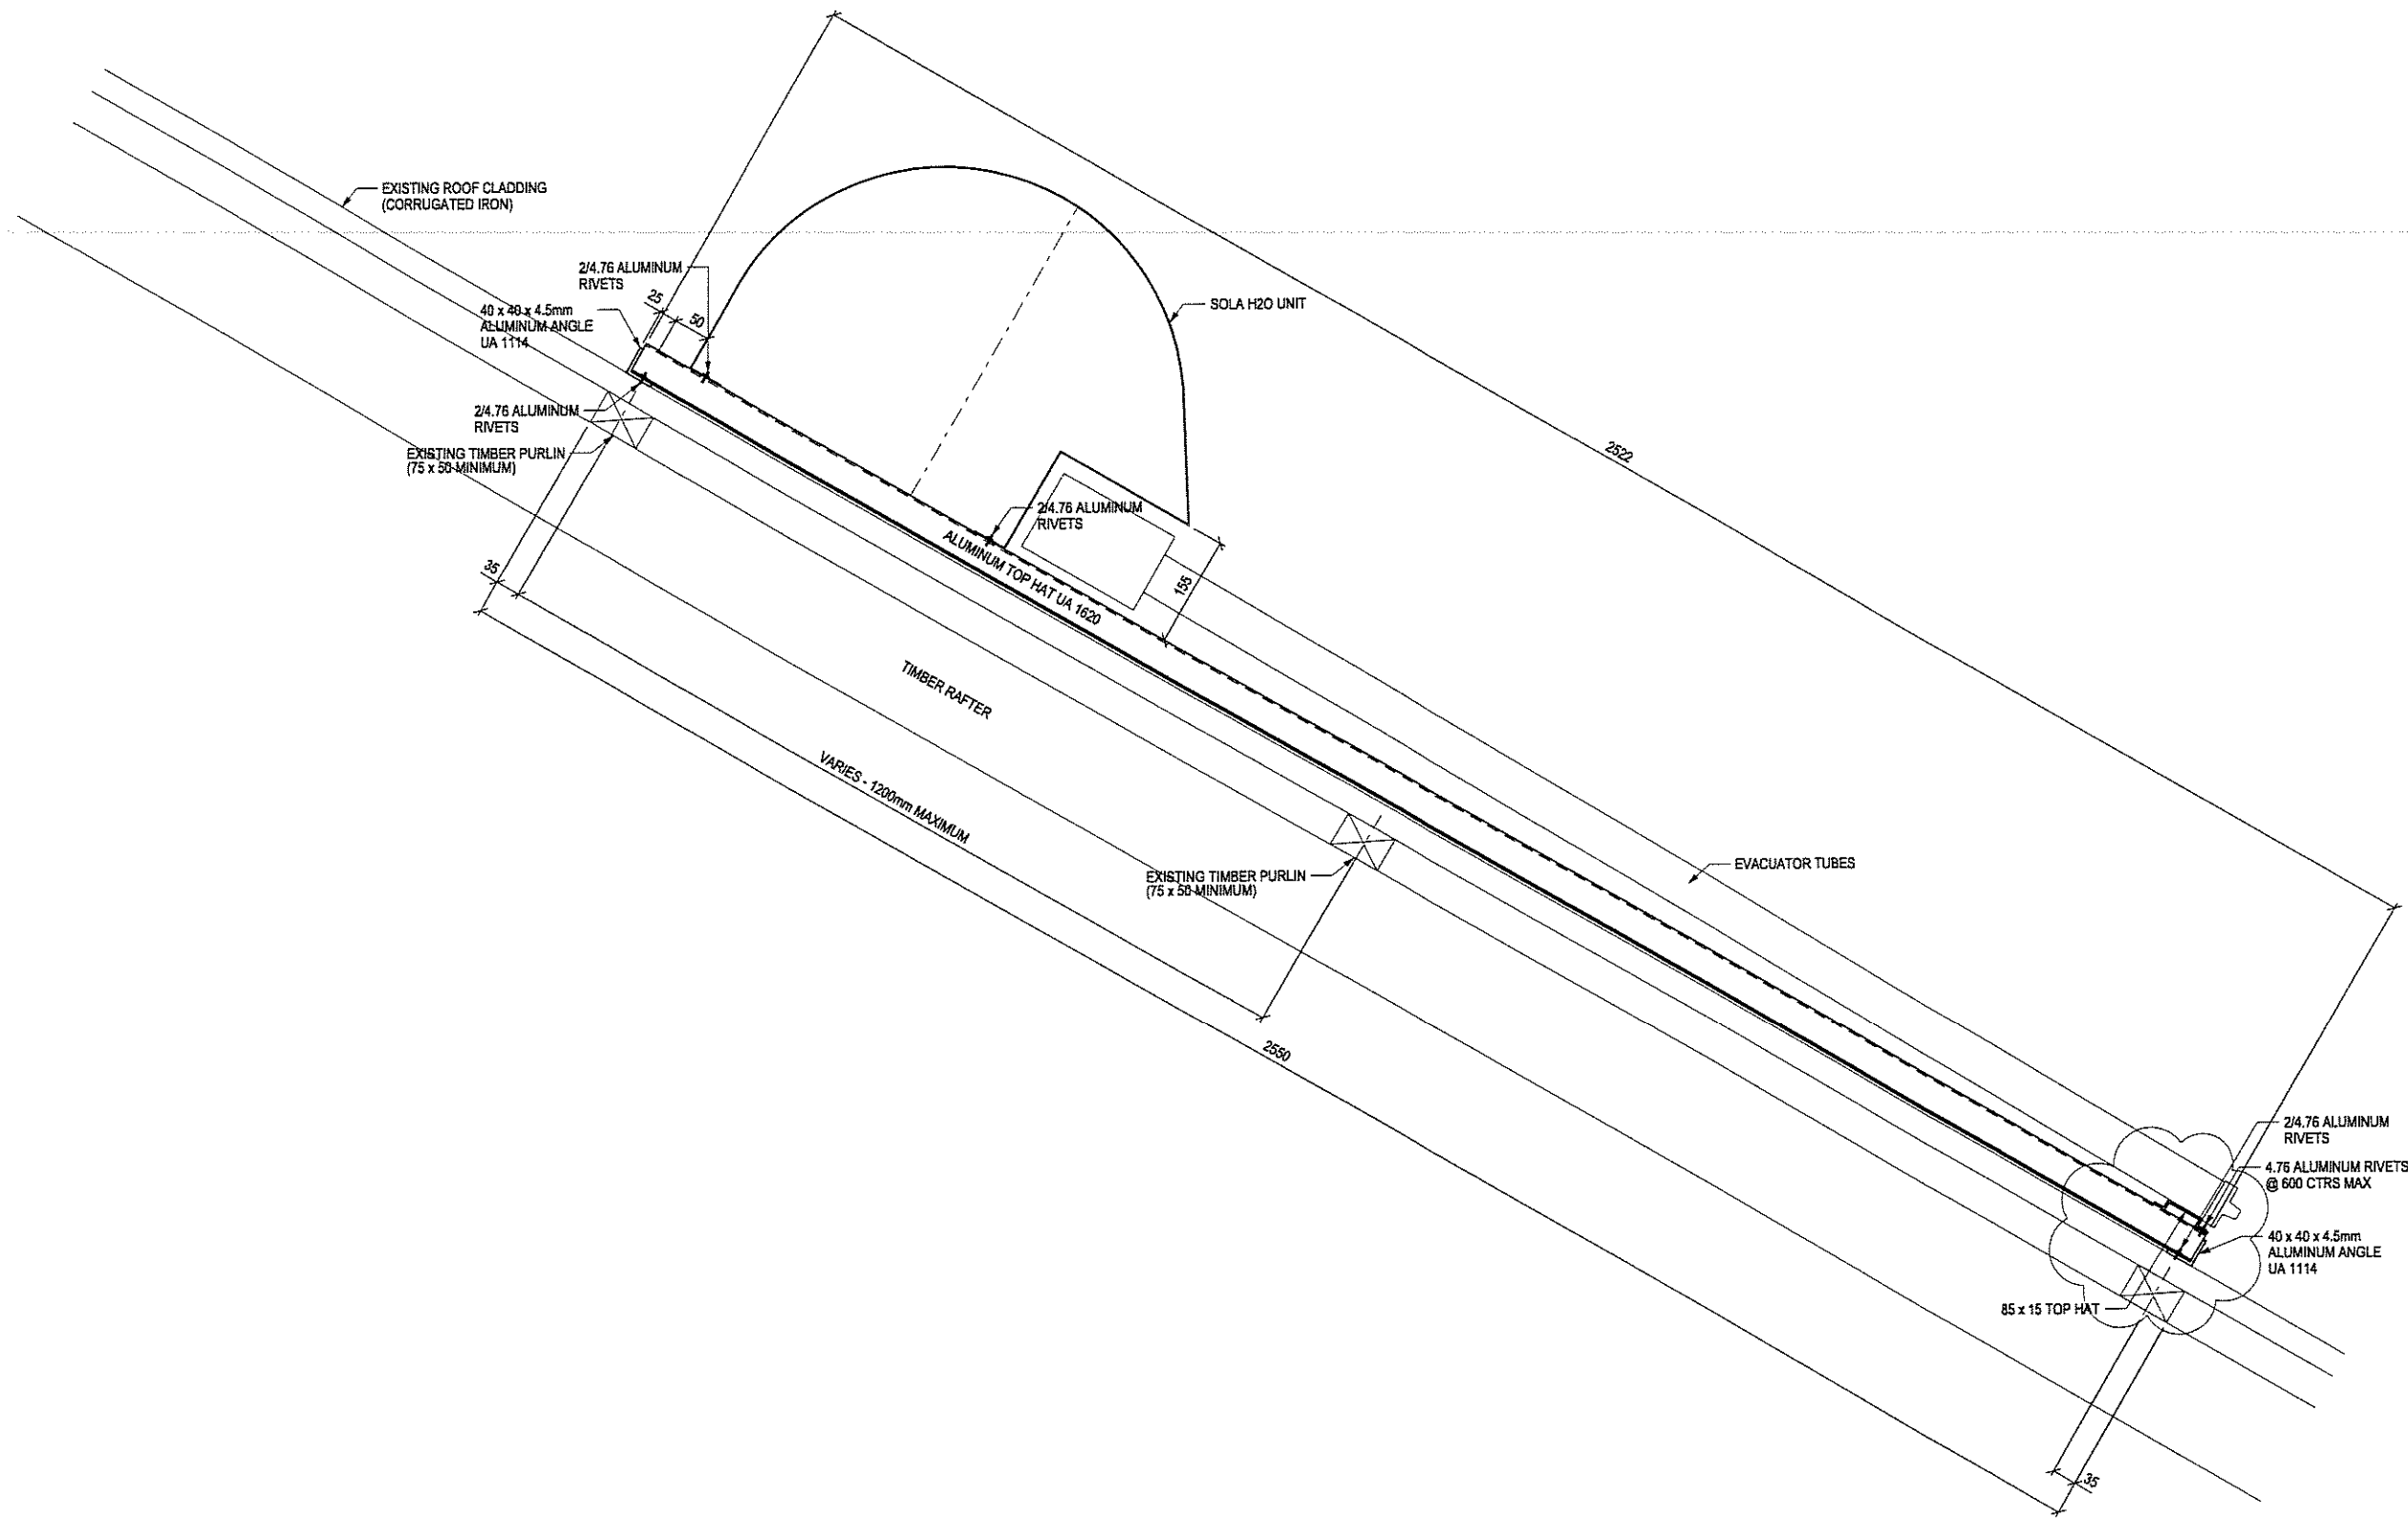 EXISTING ROOF CLADDING
(CORRUGATED IRON)
2/4.76 ALUMINUM
RIVETS
25
50
40 x 40 x 4.5mm
ALUMINUM ANGLE
UA 1114
SOLA H2O UNIT
2/4.76 ALUMINUM
RIVETS
EXISTING TIMBER PURLIN
(75 x 50 MINIMUM)
2522
2/4.76 ALUMINUM
RIVETS
ALUMINUM TOP HAT UA 1620
155
35
TIMBER RAFTER
VARIES - 1200mm MAXIMUM
EXISTING TIMBER PURLIN
(75 x 50 MINIMUM)
EVACUATOR TUBES
2550
2/4.76 ALUMINUM
RIVETS
4.76 ALUMINUM RIVETS
@ 600 CTRS MAX
40 x 40 x 4.5mm
ALUMINUM ANGLE
UA 1114
85 x 15 TOP HAT
35